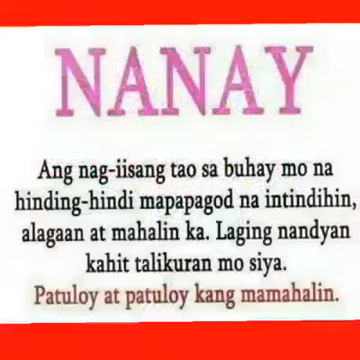 NANAY
Ang nag-iisang tao sa buhay mo na
hinding-hindi mapapagod na intindihin,
alagaan at mahalin ka. Laging nandyan
kahit talikuran mo siya.
Patuloy at patuloy kang mamahalin.